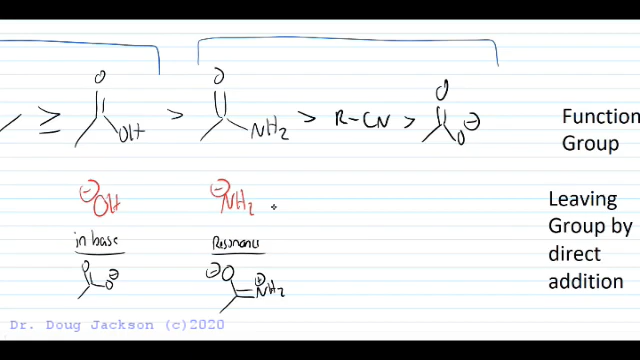 O O O
≥ OH > NH2 > R-CN > O⊖
Function
Group
⊖OH ⊖NH2
Leaving
Group by
direct
addition
in base Resonance
O O⊖ ⊖O ⊕NH2
Dr. Doug Jackson (c)2020